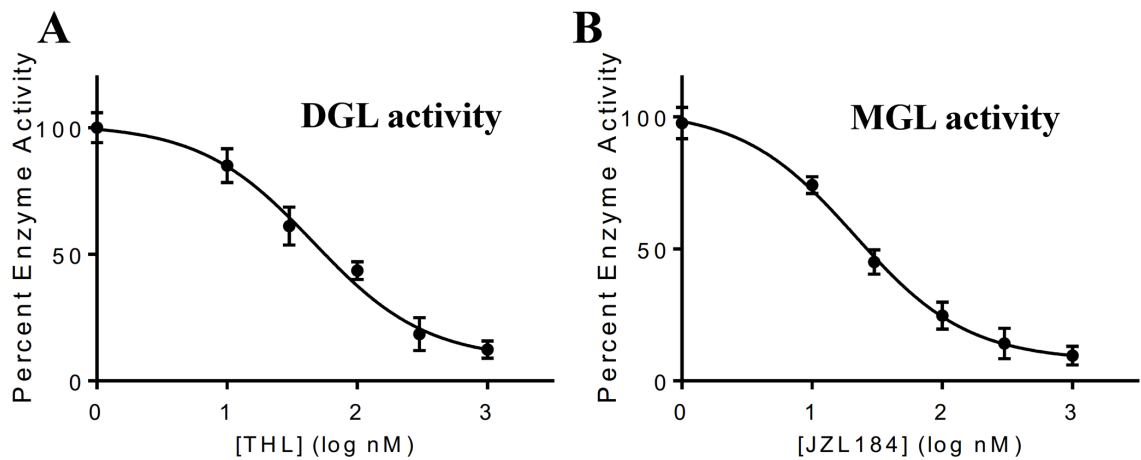 A
Percent Enzyme Activity
DGL activity
100
50
0
0 1 2 3
[THL] (log nM)
B
Percent Enzyme Activity
MGL activity
100
50
0
0 1 2 3
[JZL184] (log nM)